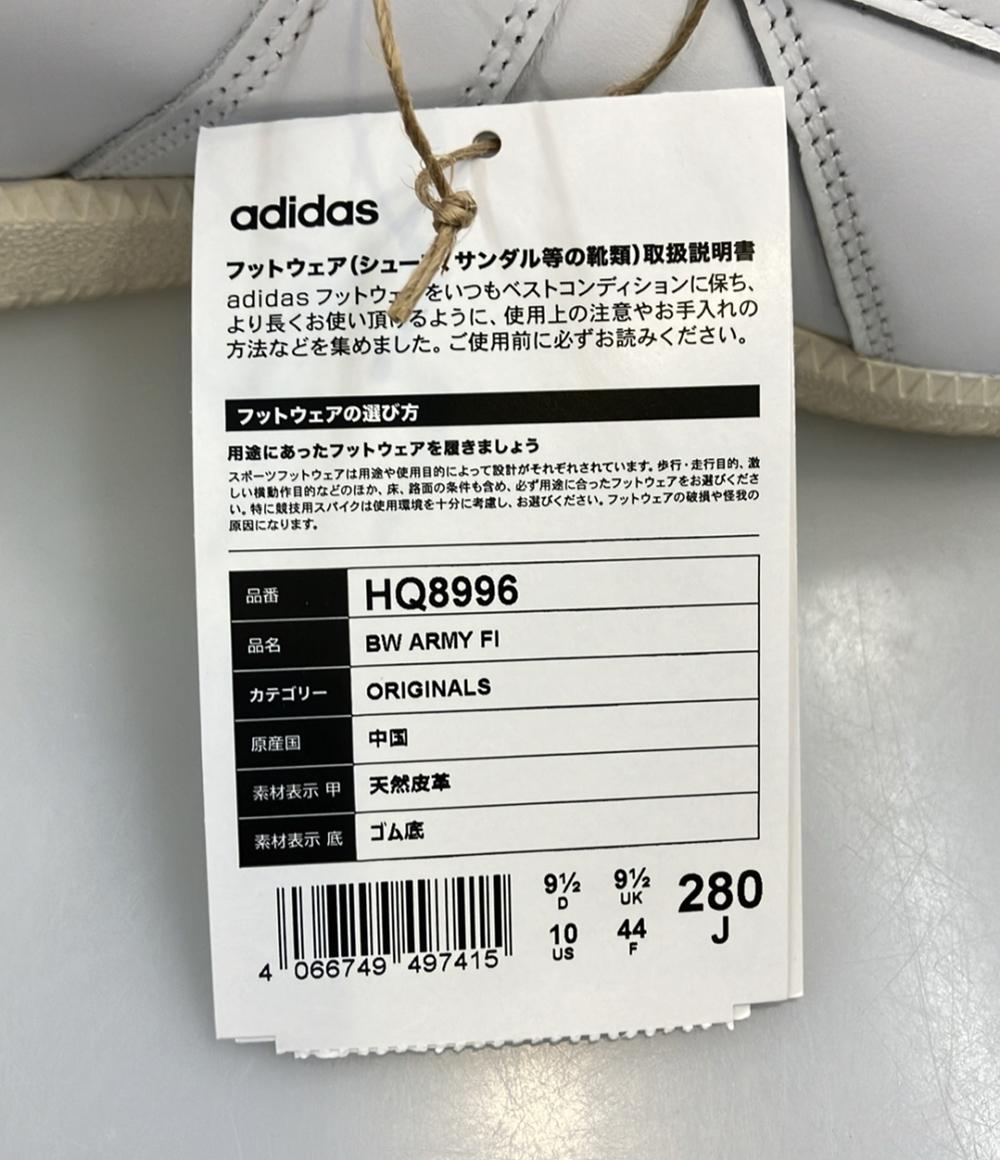 adidas
フットウェア(シューズ、サンダル等の靴類)取扱説明書
adidas フットウェアをいつもベストコンディションに保ち、
より長くお使い頂けるように、使用上の注意やお手入れの
方法などを集めました。ご使用前に必ずお読みください。
フットウェアの選び方
用途にあったフットウェアを履きましょう
スポーツフットウェアは用途や使用目的によって設計がそれぞれされています。歩行・走行目的、激
しい横動作目的などのほか、床、路面の条件も含め、必ず用途に合ったフットウェアをお選びくださ
い。特に競技用スパイクは使用環境を十分に考慮し、お選びください。フットウェアの破損や怪我の
原因になります。
品番 HQ8996
品名 BW ARMY FI
カテゴリー ORIGINALS
原産国 中国
素材表示 甲 天然皮革
素材表示 底 ゴム底
9½ 9½ 280
D UK J
10 44
US F
4 066749 497415